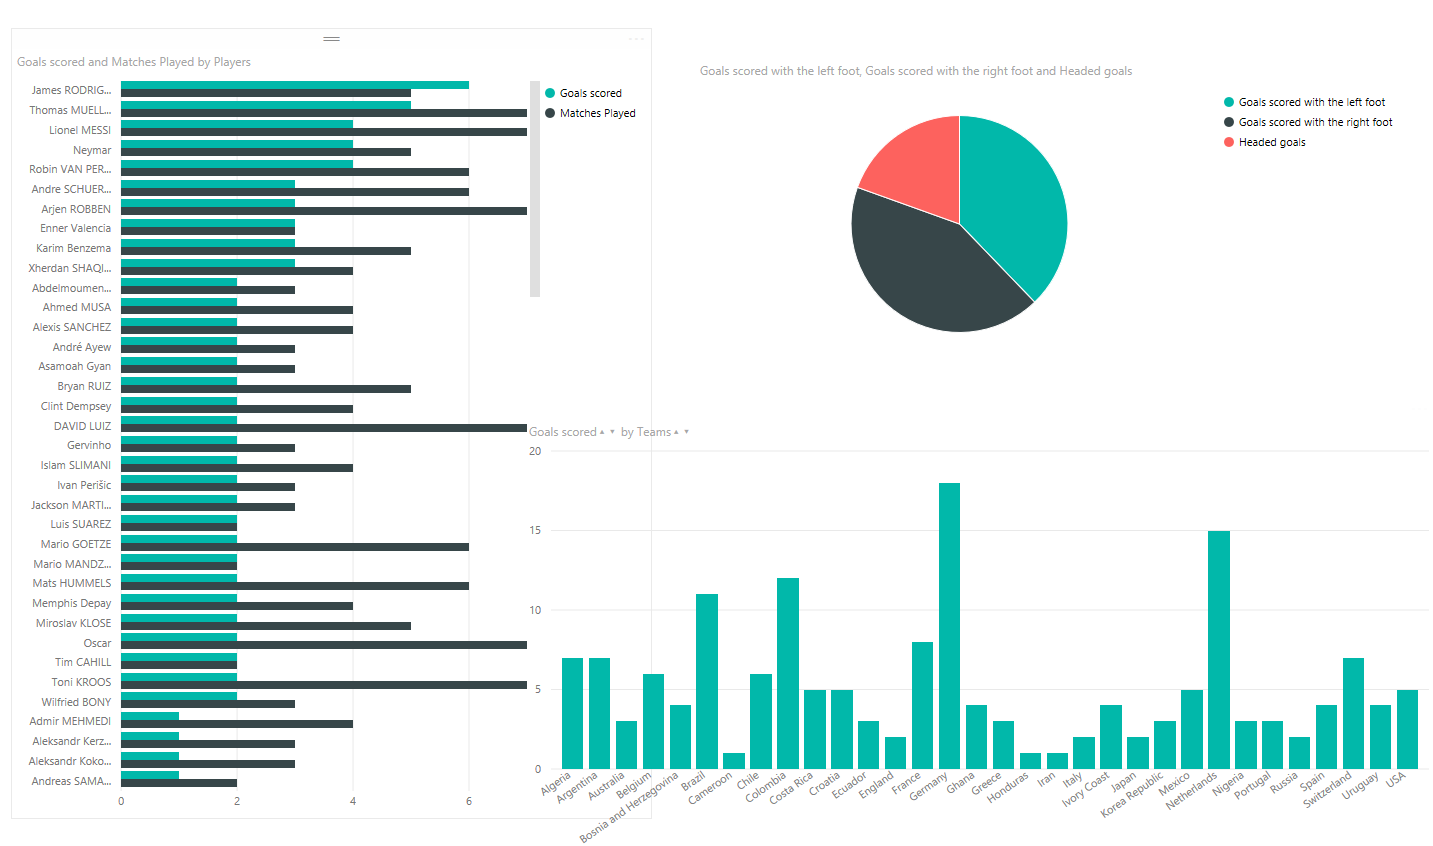 Goals scored and Matches Played by Players
Goals scored
Matches Played
James RODRIG...
Thomas MUELL...
Lionel MESSI
Neymar
Robin VAN PER...
Andre SCHUER...
Arjen ROBBEN
Enner Valencia
Karim Benzema
Xherdan SHAQI...
Abdelmoumen...
Ahmed MUSA
Alexis SANCHEZ
André Ayew
Asamoah Gyan
Bryan RUIZ
Clint Dempsey
DAVID LUIZ
Gervinho
Islam SLIMANI
Ivan Perišic
Jackson MARTI...
Luis SUAREZ
Mario GOETZE
Mario MANDZ...
Mats HUMMELS
Memphis Depay
Miroslav KLOSE
Oscar
Tim CAHILL
Toni KROOS
Wilfried BONY
Admir MEHMEDI
Aleksandr Kerz...
Aleksandr Koko...
Andreas SAMA...
0 2 4 6
Goals scored with the left foot, Goals scored with the right foot and Headed goals
Goals scored with the left foot
Goals scored with the right foot
Headed goals
Goals scored by Teams
20
15
10
5
0
Algeria
Argentina
Australia
Belgium
Bosnia and Herzegovina
Brazil
Cameroon
Chile
Colombia
Costa Rica
Croatia
Ecuador
England
France
Germany
Ghana
Greece
Honduras
Iran
Italy
Ivory Coast
Japan
Korea Republic
Mexico
Netherlands
Nigeria
Portugal
Russia
Spain
Switzerland
Uruguay
USA